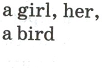 a girl, her,
a bird